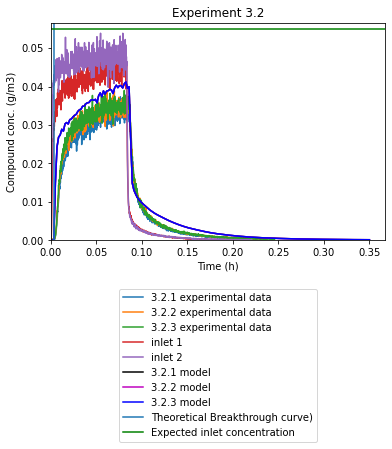 Experiment 3.2
Compound conc. (g/m3)
0.05
0.04
0.03
0.02
0.01
0.00
0.00 0.05 0.10 0.15 0.20 0.25 0.30 0.35
Time (h)
3.2.1 experimental data
3.2.2 experimental data
3.2.3 experimental data
inlet 1
inlet 2
3.2.1 model
3.2.2 model
3.2.3 model
Theoretical Breakthrough curve)
Expected inlet concentration